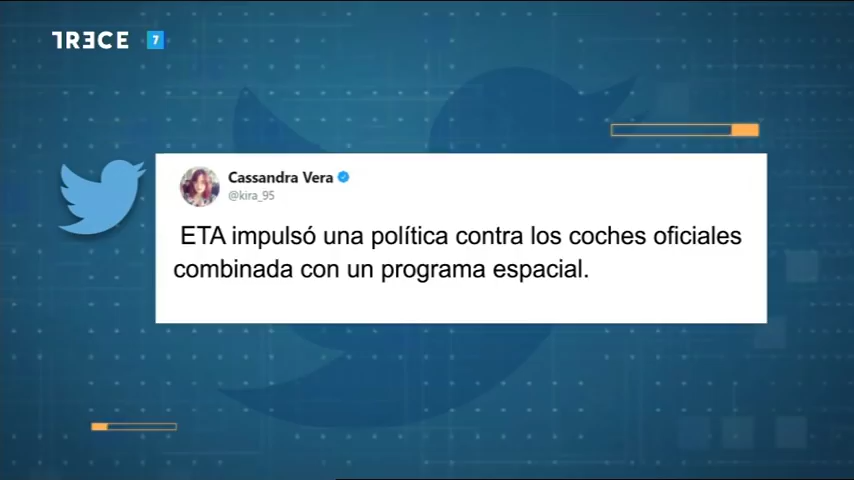 TRECE 7
Cassandra Vera
@kira_95
ETA impulsó una política contra los coches oficiales
combinada con un programa espacial.